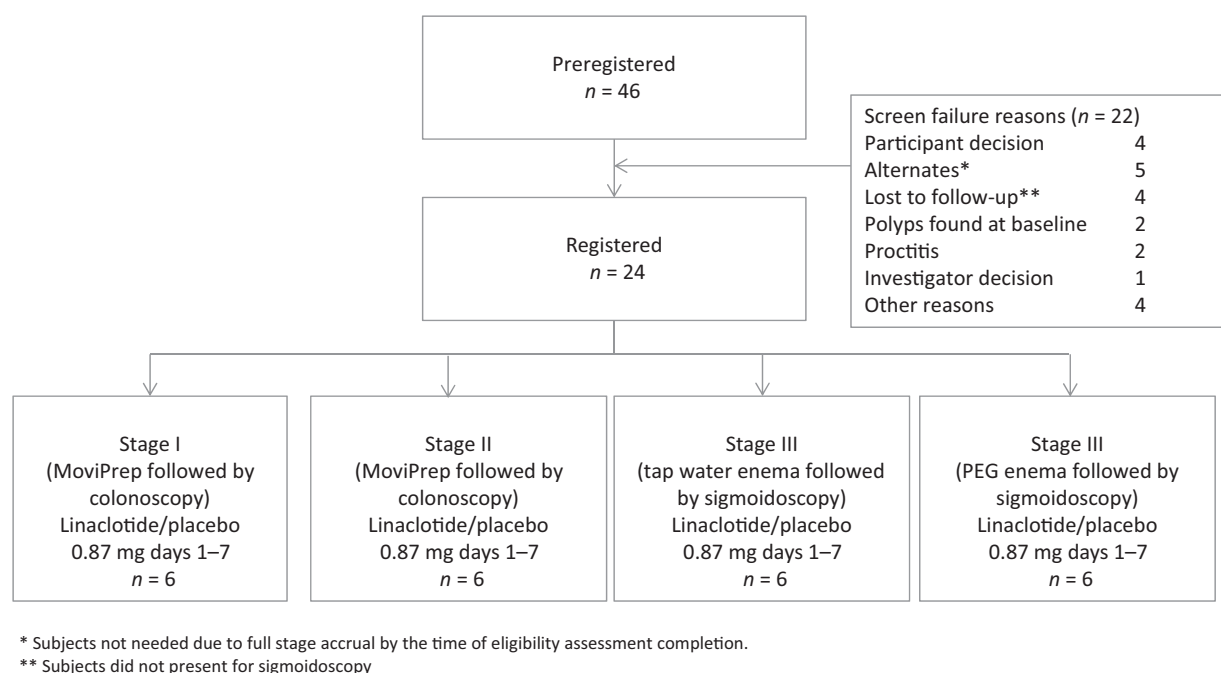 Preregistered
n = 46
Screen failure reasons (n = 22)
Participant decision 4
Alternates* 5
Lost to follow-up** 4
Polyps found at baseline 2
Proctitis 2
Investigator decision 1
Other reasons 4
Registered
n = 24
Stage I
(MoviPrep followed by
colonoscopy)
Linaclotide/placebo
0.87 mg days 1–7
n = 6
Stage II
(MoviPrep followed by
colonoscopy)
Linaclotide/placebo
0.87 mg days 1–7
n = 6
Stage III
(tap water enema followed
by sigmoidoscopy)
Linaclotide/placebo
0.87 mg days 1–7
n = 6
Stage III
(PEG enema followed by
sigmoidoscopy)
Linaclotide/placebo
0.87 mg days 1–7
n = 6
* Subjects not needed due to full stage accrual by the time of eligibility assessment completion.
** Subjects did not present for sigmoidoscopy